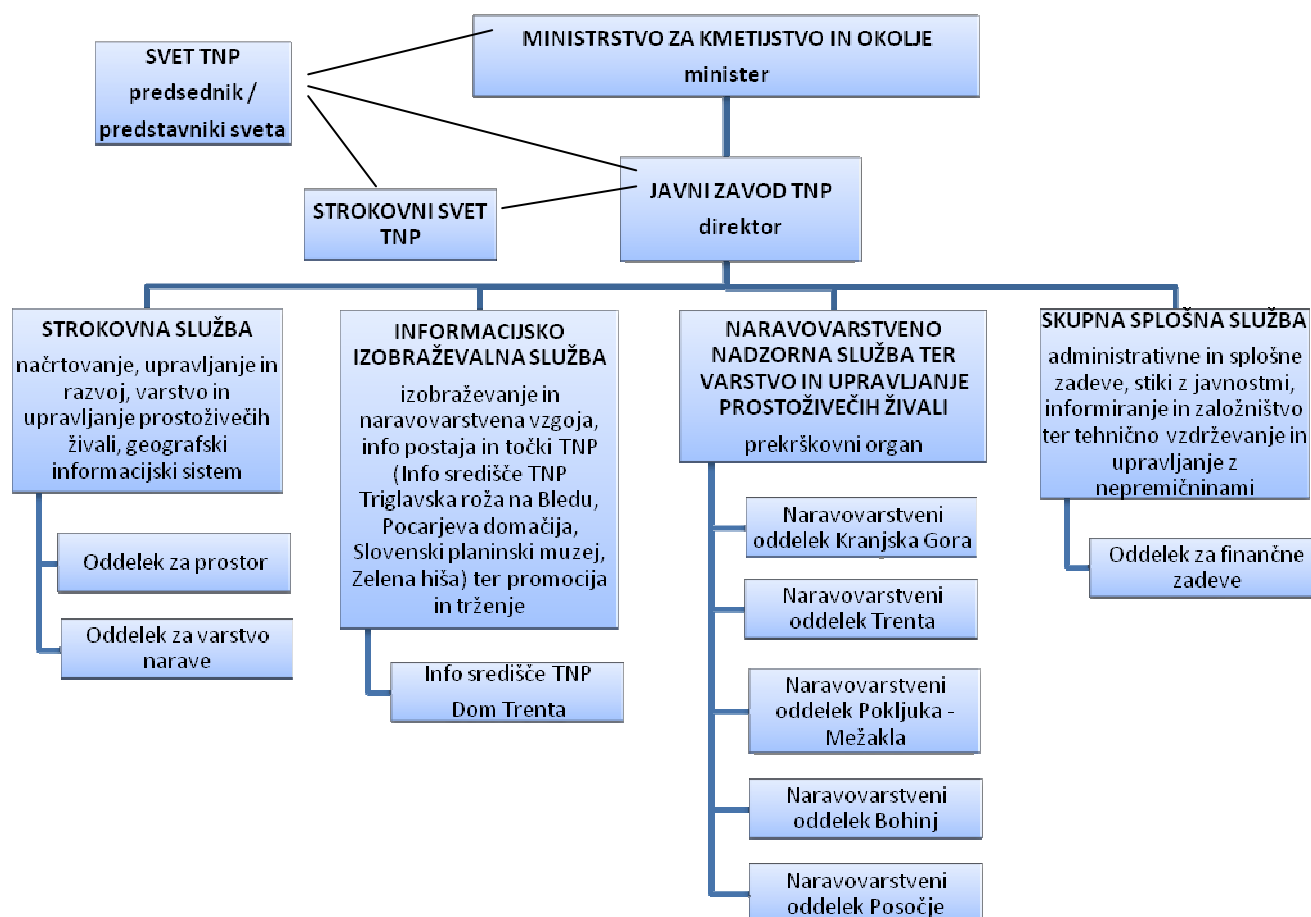 SVET TNP
predsednik /
predstavniki sveta
MINISTRSTVO ZA KMETIJSTVO IN OKOLJE
minister
STROKOVNI SVET
TNP
JAVNI ZAVOD TNP
direktor
STROKOVNA SLUŽBA
načrtovanje, upravljanje in
razvoj, varstvo in
upravljanje prostoživečih
živali, geografski
informacijski sistem
Oddelek za prostor
Oddelek za varstvo
narave
INFORMACIJSKO
IZOBRAŽEVALNA SLUŽBA
izobraževanje in
naravovarstvena vzgoja,
info postaja in točki TNP
(Info središče TNP
Triglavska roža na Bledu,
Pocarjeva domačija,
Slovenski planinski muzej,
Zelena hiša) ter promocija
in trženje
Info središče TNP
Dom Trenta
NARAVOVARSTVENO
NADZORNA SLUŽBA TER
VARSTVO IN UPRAVLJANJE
PROSTOŽIVEČIH ŽIVALI
prekrškovni organ
Naravovarstveni
oddelek Kranjska Gora
Naravovarstveni
oddelek Trenta
Naravovarstveni
oddelek Pokljuka -
Mežakla
Naravovarstveni
oddelek Bohinj
Naravovarstveni
oddelek Posočje
SKUPNA SPLOŠNA SLUŽBA
administrativne in splošne
zadeve, stiki z javnostmi,
informiranje in založništvo
ter tehnično vzdrževanje in
upravljanje z
nepremičninami
Oddelek za finančne
zadeve